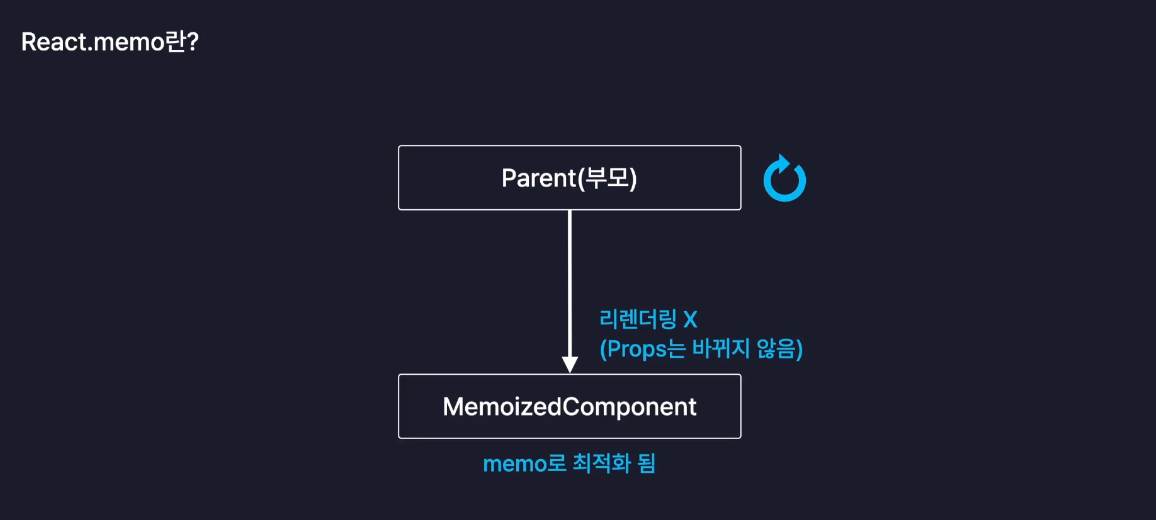 React.memo란?
Parent(부모)
리렌더링 X
(Props는 바뀌지 않음)
MemoizedComponent
memo로 최적화 됨